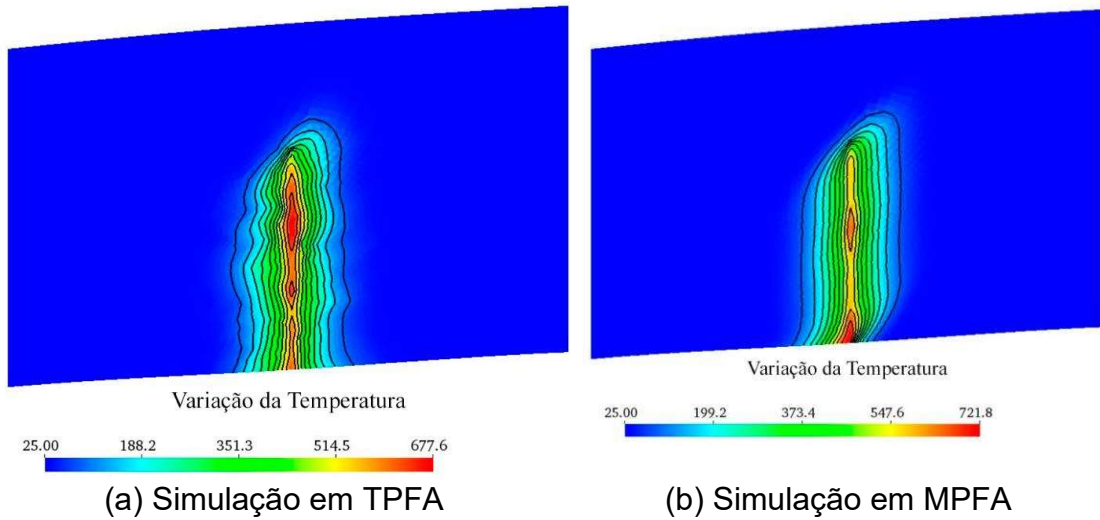 Variação da Temperatura
25.00 188.2 351.3 514.5 677.6
(a) Simulação em TPFA
Variação da Temperatura
25.00 199.2 373.4 547.6 721.8
(b) Simulação em MPFA